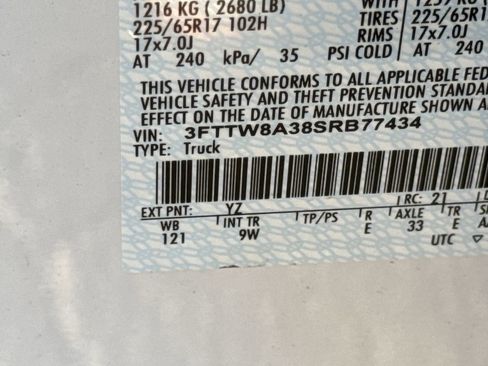 1216 KG ( 2680 LB) WITH
225/65R17 102H TIRES 225/65R17
17x7.0J RIMS 17x7.0J
AT 240 kPa/ 35 PSI COLD AT 240
THIS VEHICLE CONFORMS TO ALL APPLICABLE FED
VEHICLE SAFETY AND THEFT PREVENTION STANDA
EFFECT ON THE DATE OF MANUFACTURE SHOWN A
VIN: 3FTTW8A38SRB77434
TYPE: Truck
EXT PNT: YZ RC: 21
WB INT TR TP/PS R AXLE TR
121 9W E 33 E
UTC ▽